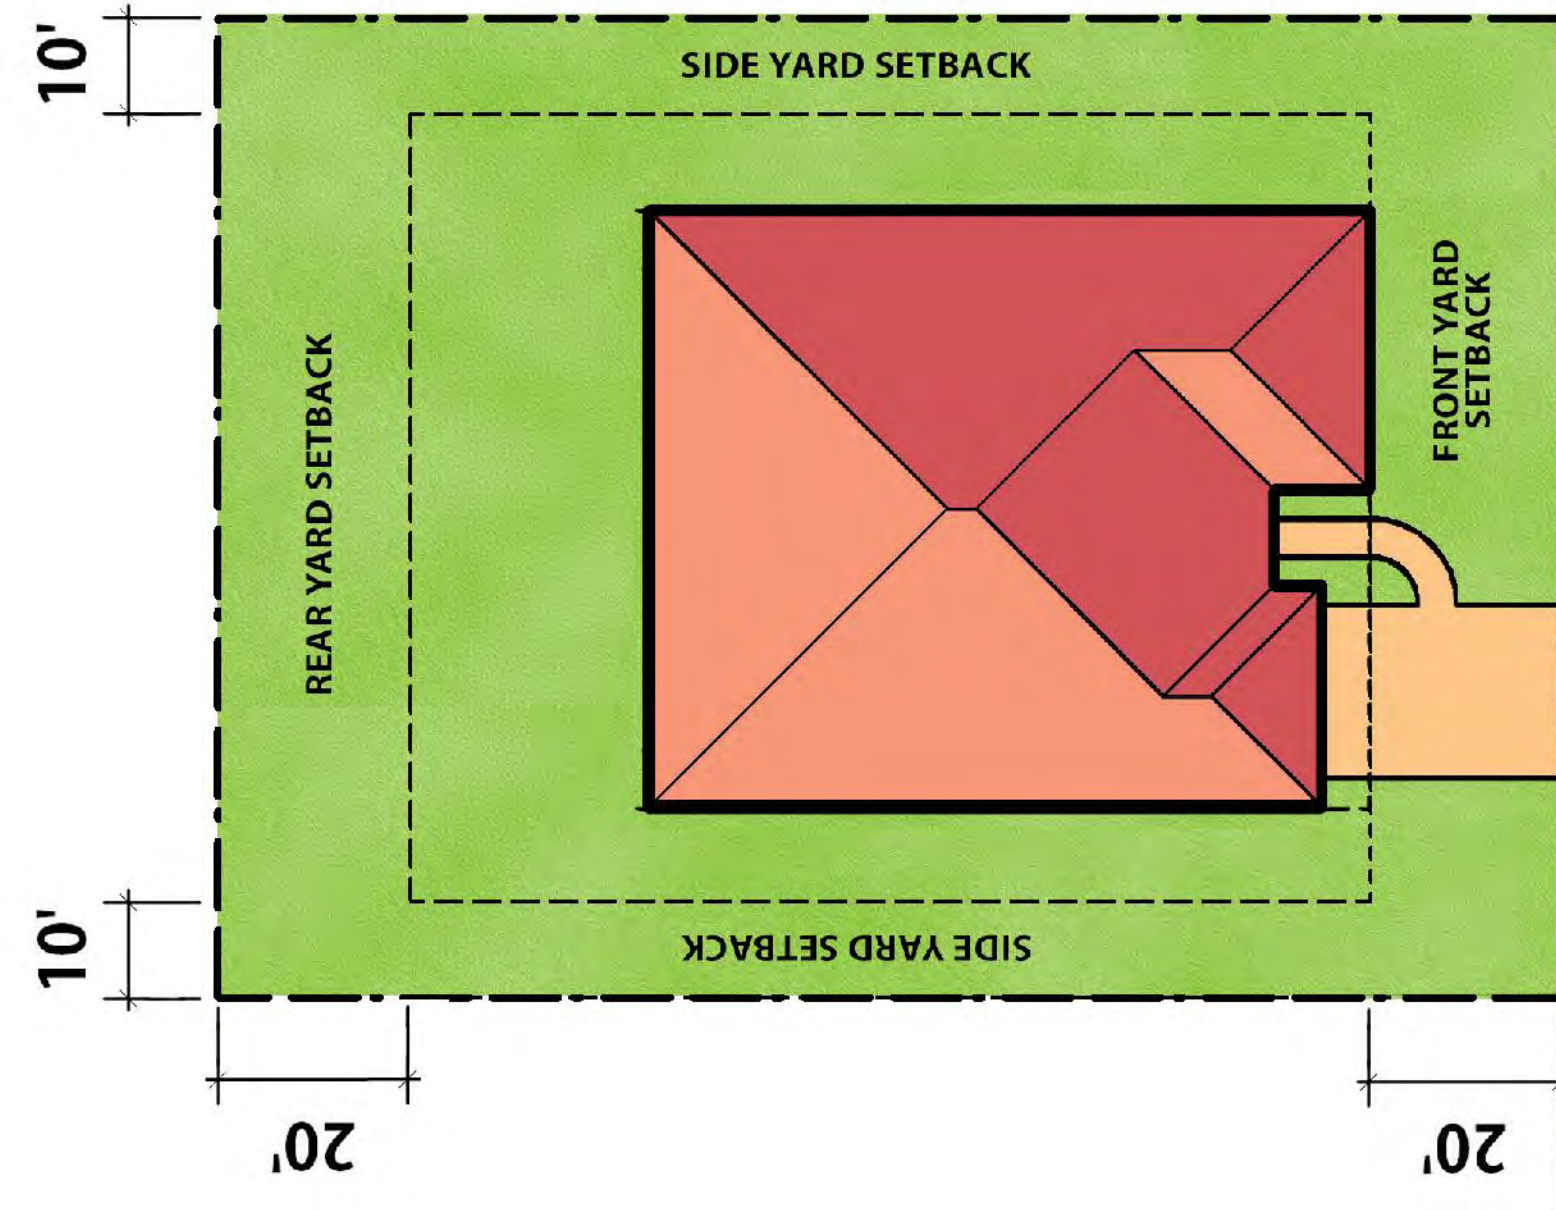 10'
SIDE YARD SETBACK
REAR YARD SETBACK
FRONT YARD
SETBACK
10'
SIDE YARD SETBACK
20'
20'